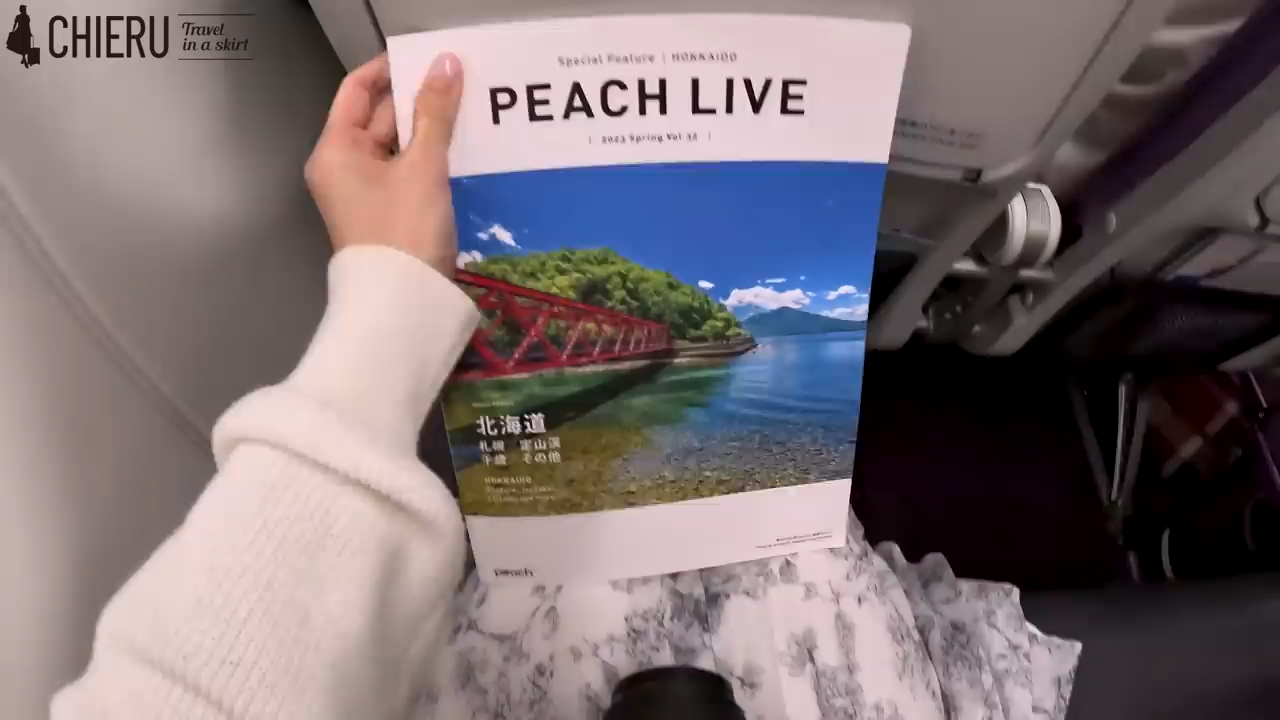 CHIERU
Travel
in a skirt
Special Feature | HOKKAIDO
PEACH LIVE
| 2023 Spring Vol 32 |
北海道
札幌 定山渓
千歳 その他
HOKKAIDO
peach